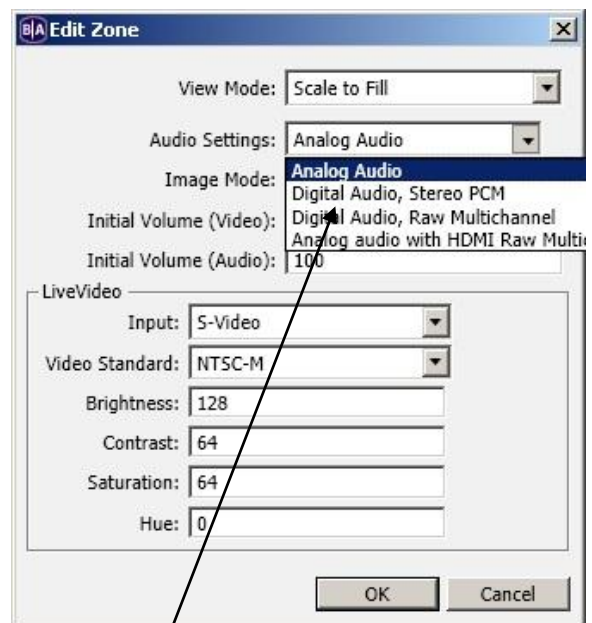 B|A Edit Zone
View Mode: Scale to Fill
Audio Settings: Analog Audio
Analog Audio
Image Mode: Digital Audio, Stereo PCM
Initial Volume (Video): Digital Audio, Raw Multichannel
Analog audio with HDMI Raw
Initial Volume (Audio): 100
LiveVideo
Input: S-Video
Video Standard: NTSC-M
Brightness: 128
Contrast: 64
Saturation: 64
Hue: 0
OK Cancel